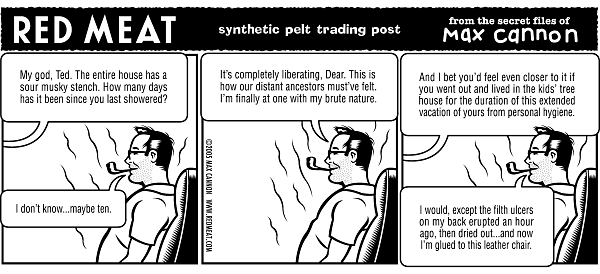 RED MEAT
synthetic pelt trading post
from the secret files of
Max cannon
My god, Ted. The entire house has a
sour musky stench. How many days
has it been since you last showered?
I don't know...maybe ten.
It's completely liberating, Dear. This is
how our distant ancestors must've felt.
I'm finally at one with my brute nature.
©2005 MAX CANNON WWW.REDMEAT.COM
And I bet you'd feel even closer to it if
you went out and lived in the kids' tree
house for the duration of this extended
vacation of yours from personal hygiene.
I would, except the filth ulcers
on my back erupted an hour
ago, then dried out...and now
I'm glued to this leather chair.